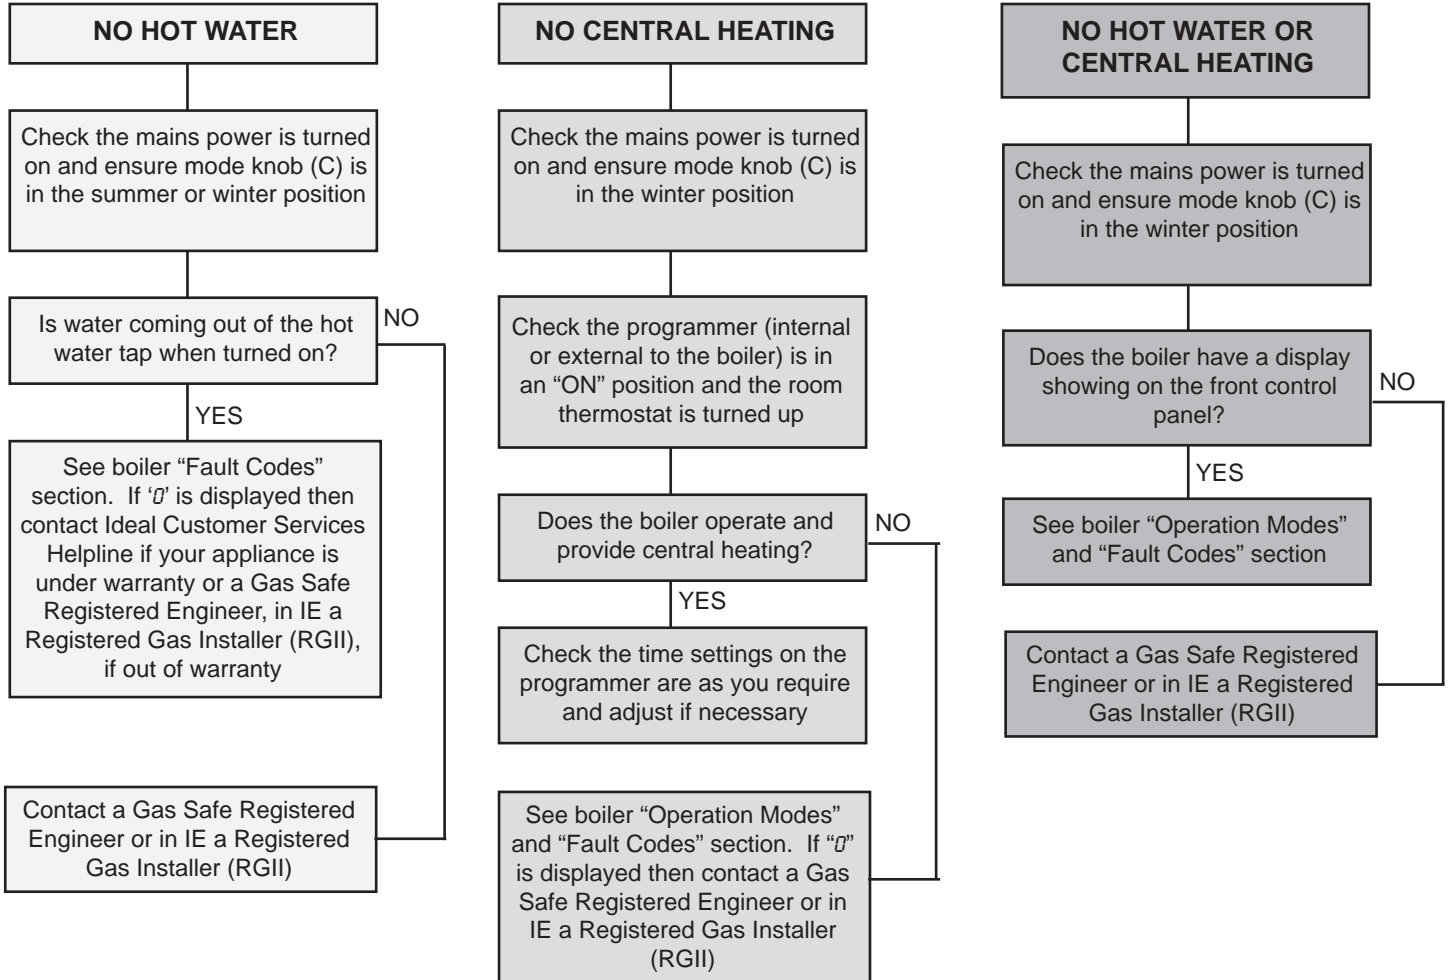 NO HOT WATER
Check the mains power is turned
on and ensure mode knob (C) is
in the summer or winter position
Is water coming out of the hot
water tap when turned on?
NO
YES
See boiler “Fault Codes”
section. If ‘0’ is displayed then
contact Ideal Customer Services
Helpline if your appliance is
under warranty or a Gas Safe
Registered Engineer, in IE a
Registered Gas Installer (RGII),
if out of warranty
Contact a Gas Safe Registered
Engineer or in IE a Registered
Gas Installer (RGII)
NO CENTRAL HEATING
Check the mains power is turned
on and ensure mode knob (C) is
in the winter position
Check the programmer (internal
or external to the boiler) is in
an “ON” position and the room
thermostat is turned up
Does the boiler operate and
provide central heating?
NO
YES
Check the time settings on the
programmer are as you require
and adjust if necessary
See boiler “Operation Modes”
and “Fault Codes” section. If “0”
is displayed then contact a Gas
Safe Registered Engineer or in
IE a Registered Gas Installer
(RGII)
NO HOT WATER OR
CENTRAL HEATING
Check the mains power is turned
on and ensure mode knob (C) is
in the winter position
Does the boiler have a display
showing on the front control
panel?
NO
YES
See boiler “Operation Modes”
and “Fault Codes” section
Contact a Gas Safe Registered
Engineer or in IE a Registered
Gas Installer (RGII)